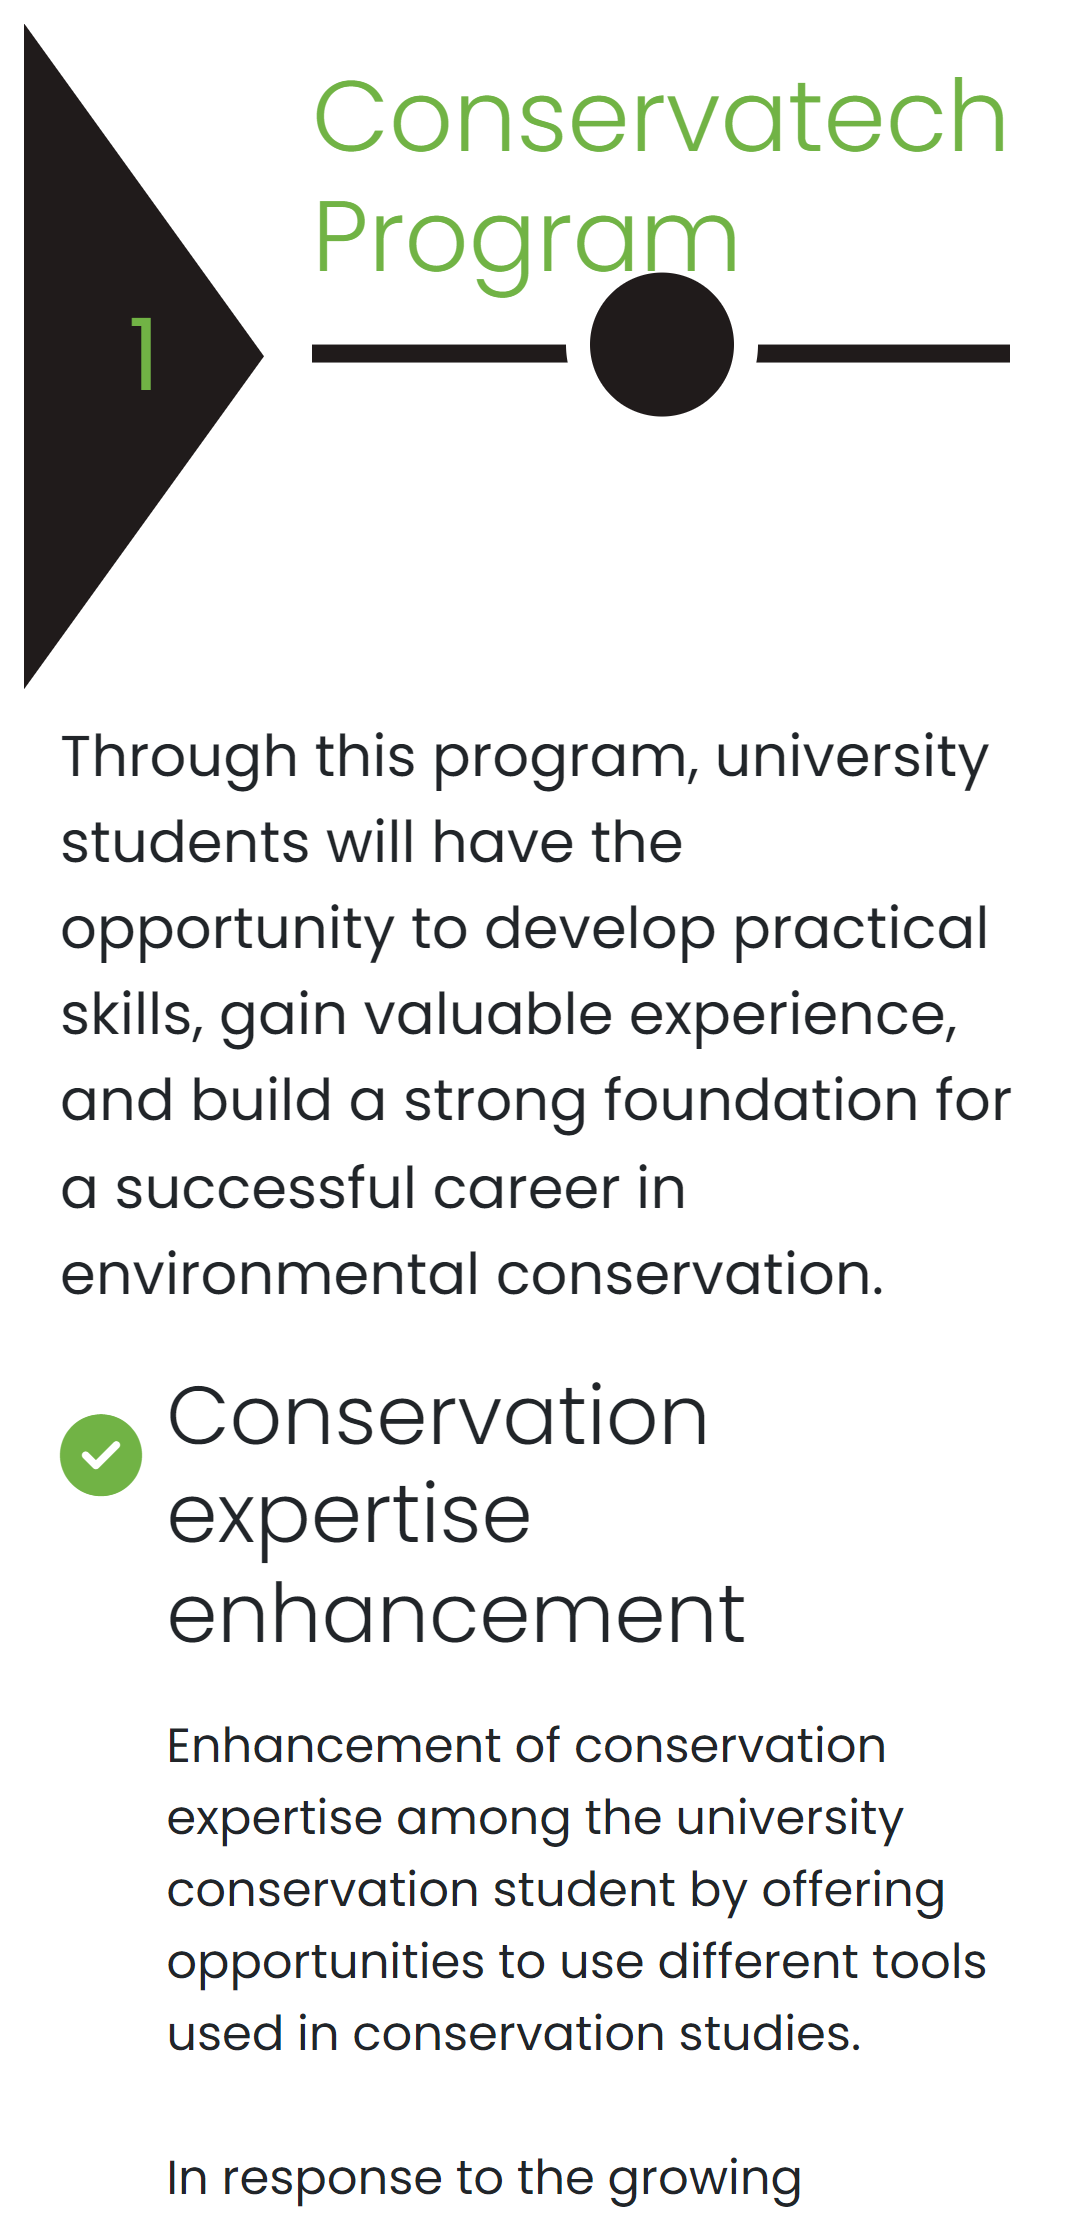 Conservatech
Program
1
Through this program, university
students will have the
opportunity to develop practical
skills, gain valuable experience,
and build a strong foundation for
a successful career in
environmental conservation.
Conservation
expertise
enhancement
Enhancement of conservation
expertise among the university
conservation student by offering
opportunities to use different tools
used in conservation studies.
In response to the growing